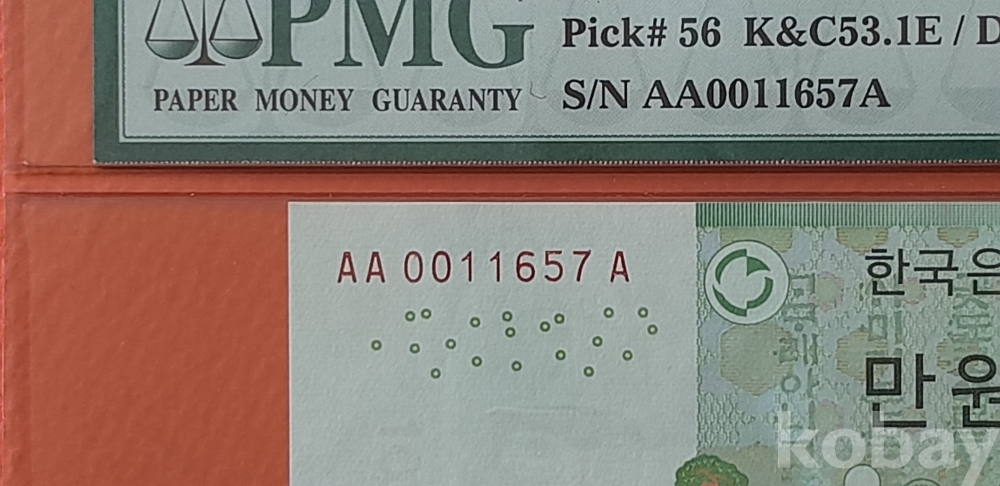 PMG
Pick# 56 K&C53.1E / D
PAPER MONEY GUARANTY
S/N AA0011657A
AA 0011657 A
한국은
만 원
kobay